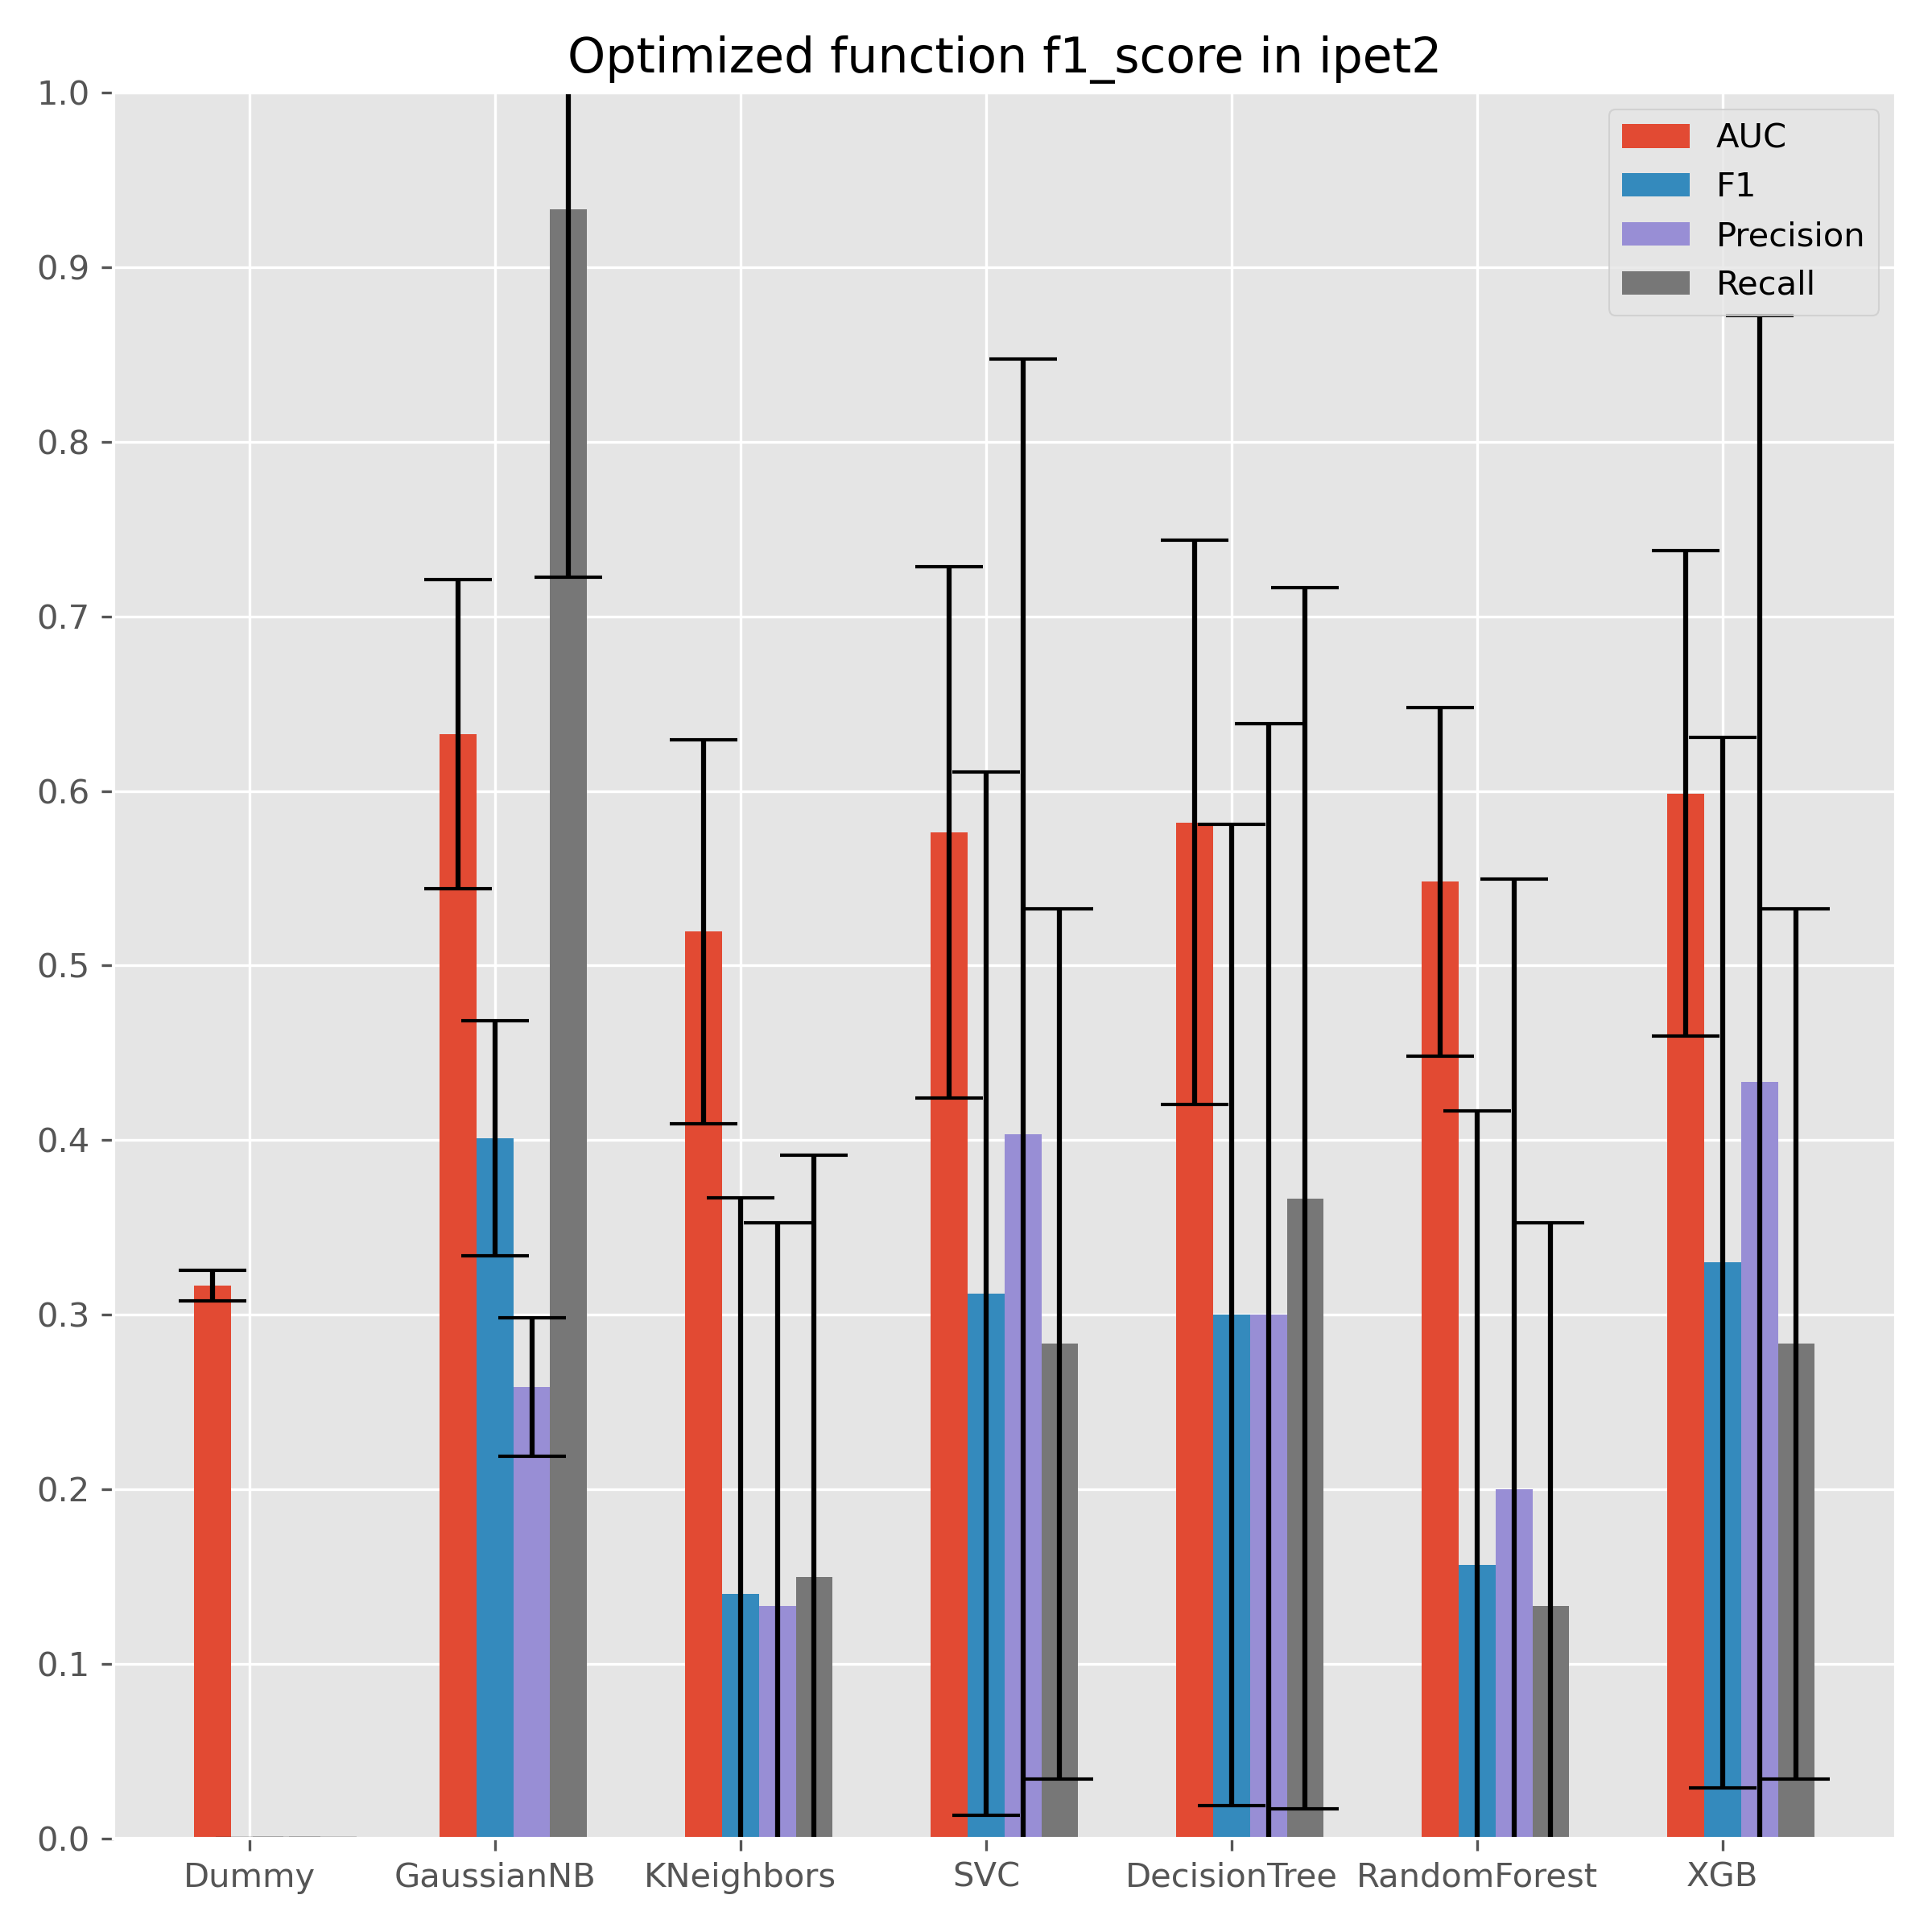 Optimized function f1_score in ipet2
1.0
0.9
0.8
0.7
0.6
0.5
0.4
0.3
0.2
0.1
0.0
AUC
F1
Precision
Recall
Dummy GaussianNB KNeighbors SVC DecisionTree RandomForest XGB